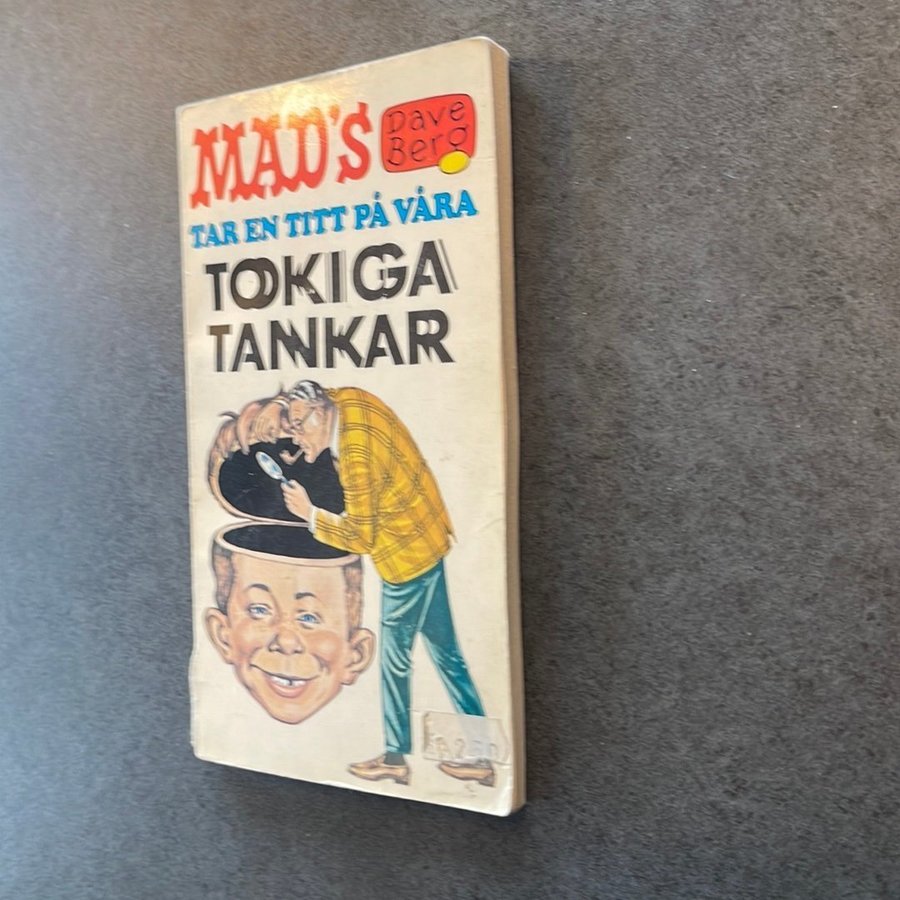 MAD'S
Dave
Berg
TAR EN TITT PÅ VÅRA
TOKIGA
TANKAR